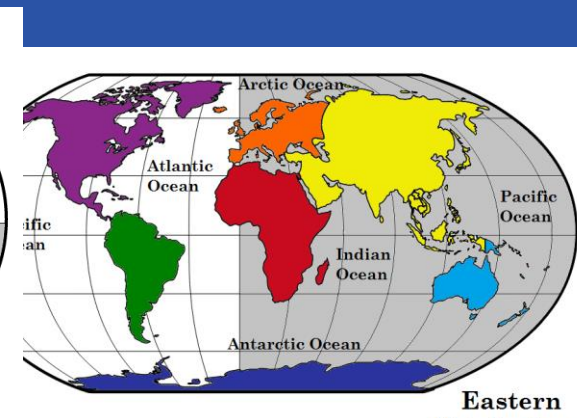 Arctic Ocean
Atlantic
Ocean
Pacific
Ocean
ific
an
Indian
Ocean
Antarctic Ocean
Eastern